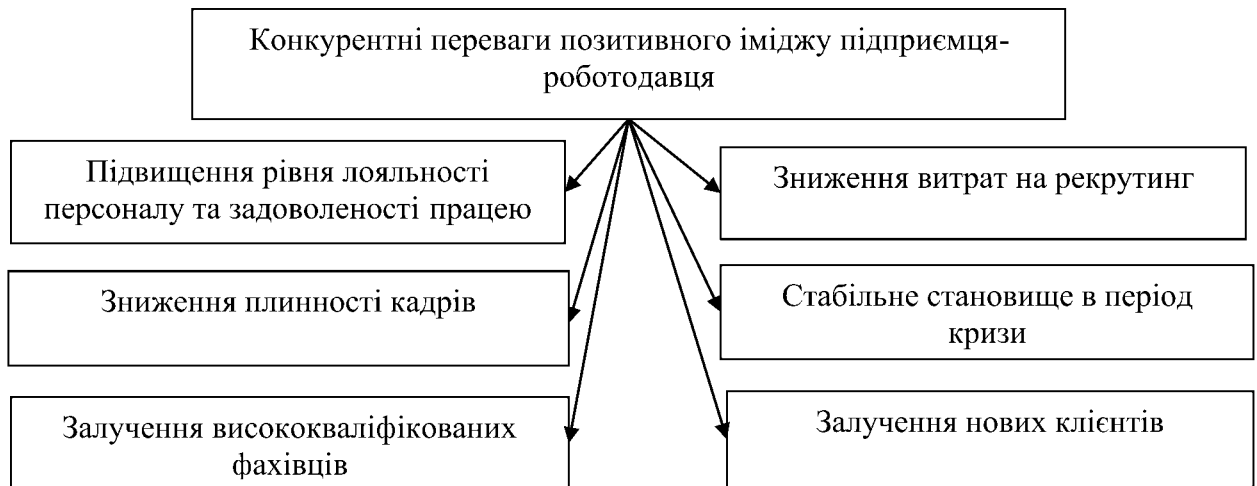 Конкурентні переваги позитивного іміджу підприємця-
роботодавця
Підвищення рівня лояльності
персоналу та задоволеності працею
Зниження витрат на рекрутинг
Зниження плинності кадрів
Стабільне становище в період
кризи
Залучення висококваліфікованих
фахівців
Залучення нових клієнтів